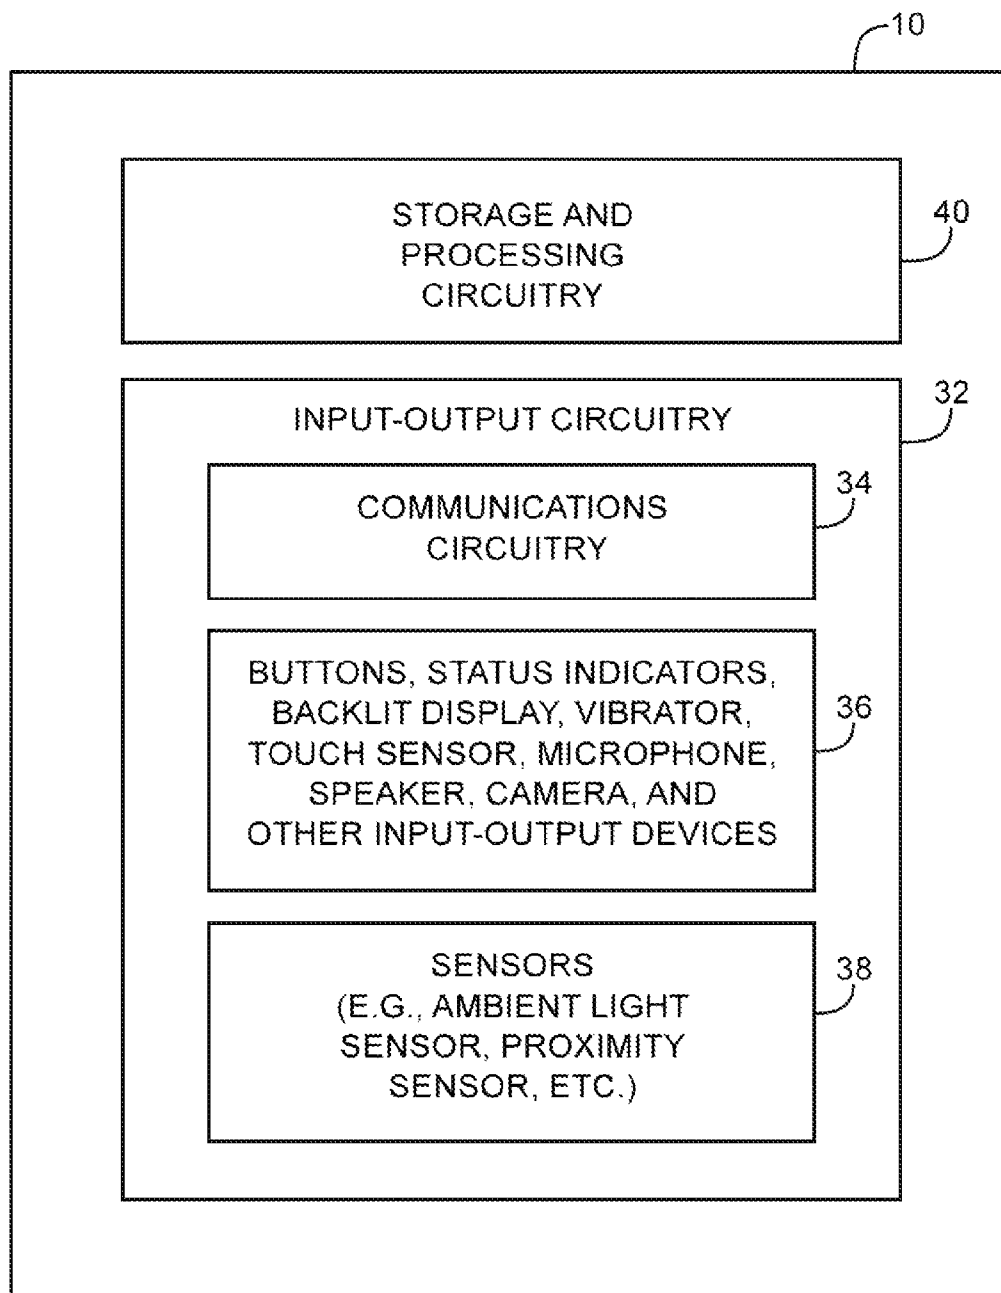 10
STORAGE AND
PROCESSING
CIRCUITRY
40
32
INPUT-OUTPUT CIRCUITRY
COMMUNICATIONS
CIRCUITRY
34
BUTTONS, STATUS INDICATORS,
BACKLIT DISPLAY, VIBRATOR,
TOUCH SENSOR, MICROPHONE,
SPEAKER, CAMERA, AND
OTHER INPUT-OUTPUT DEVICES
36
SENSORS
(E.G., AMBIENT LIGHT
SENSOR, PROXIMITY
SENSOR, ETC.)
38